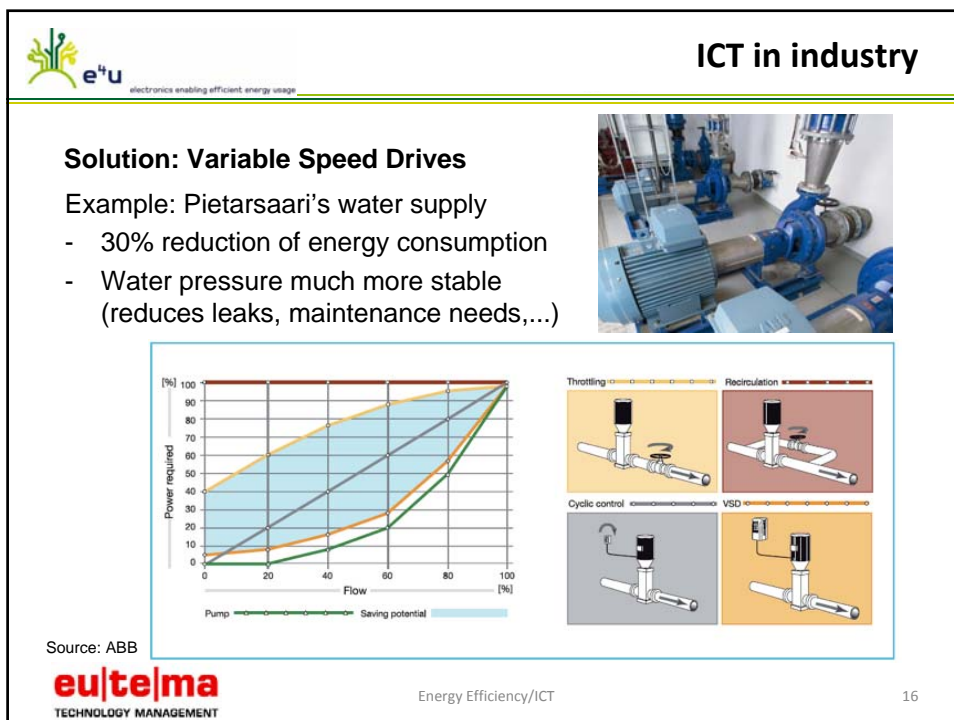 e⁴u
electronics enabling efficient energy usage
ICT in industry
Solution: Variable Speed Drives
Example: Pietarsaari's water supply
- 30% reduction of energy consumption
- Water pressure much more stable
(reduces leaks, maintenance needs,...)
[%]
100
90
80
70
60
50
40
30
20
10
0
Power required
0 20 40 60 80 100
Flow [%]
Pump Saving potential
Throttling Recirculation
Cyclic control VSD
Source: ABB
eu|te|ma
TECHNOLOGY MANAGEMENT
Energy Efficiency/ICT
16